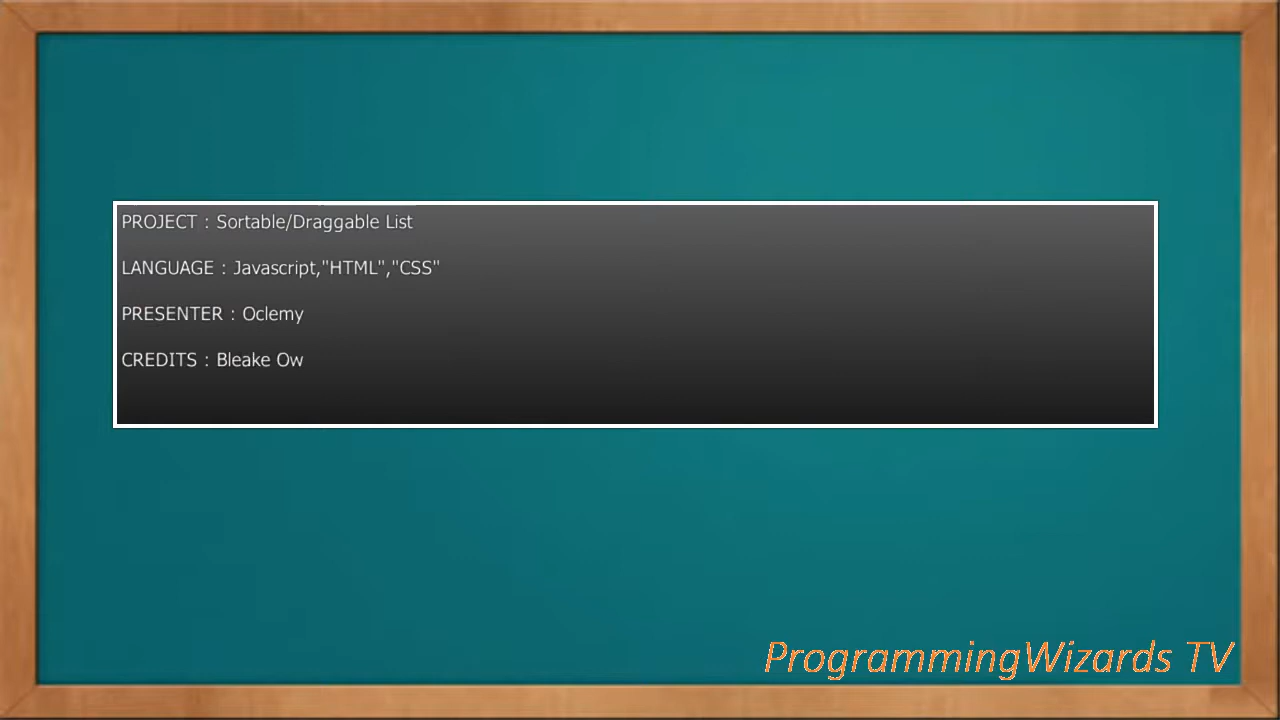 PROJECT : Sortable/Draggable List
LANGUAGE : Javascript,"HTML","CSS"
PRESENTER : Oclemy
CREDITS : Bleake Ow
ProgrammingWizards TV